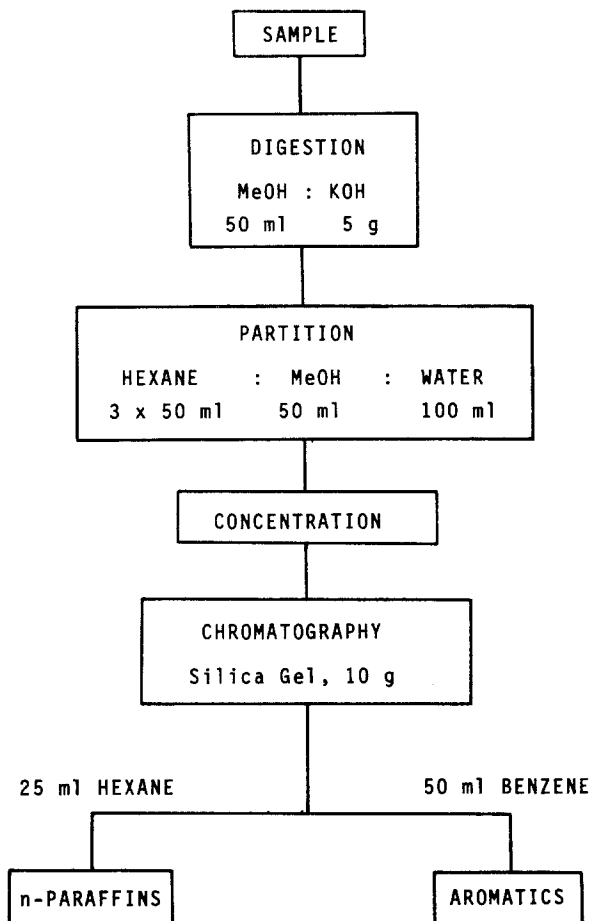 SAMPLE
DIGESTION
MeOH : KOH
50 ml 5 g
PARTITION
HEXANE : MeOH : WATER
3 x 50 ml 50 ml 100 ml
CONCENTRATION
CHROMATOGRAPHY
Silica Gel, 10 g
25 ml HEXANE 50 ml BENZENE
n-PARAFFINS AROMATICS